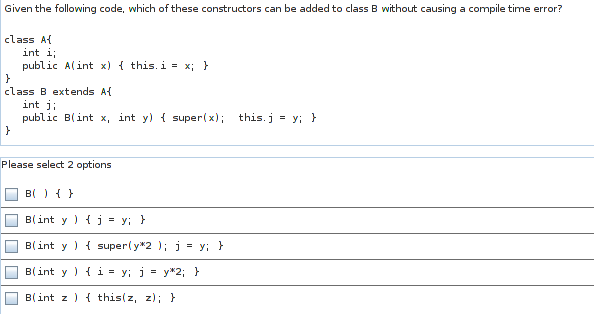 Given the following code, which of these constructors can be added to class B without causing a compile time error?
class A{
int i;
public A(int x) { this.i = x; }
}
class B extends A{
int j;
public B(int x, int y) { super(x);  this.j = y; }
}
Please select 2 options
B( ) { }
B(int y ) { j = y; }
B(int y ) { super(y*2 ); j = y; }
B(int y ) { i = y; j = y*2; }
B(int z ) { this(z, z); }